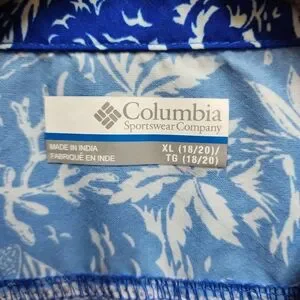 Columbia
Sportswear Company
MADE IN INDIA
FABRIQUÉ EN INDE
XL (18/20)/
TG (18/20)